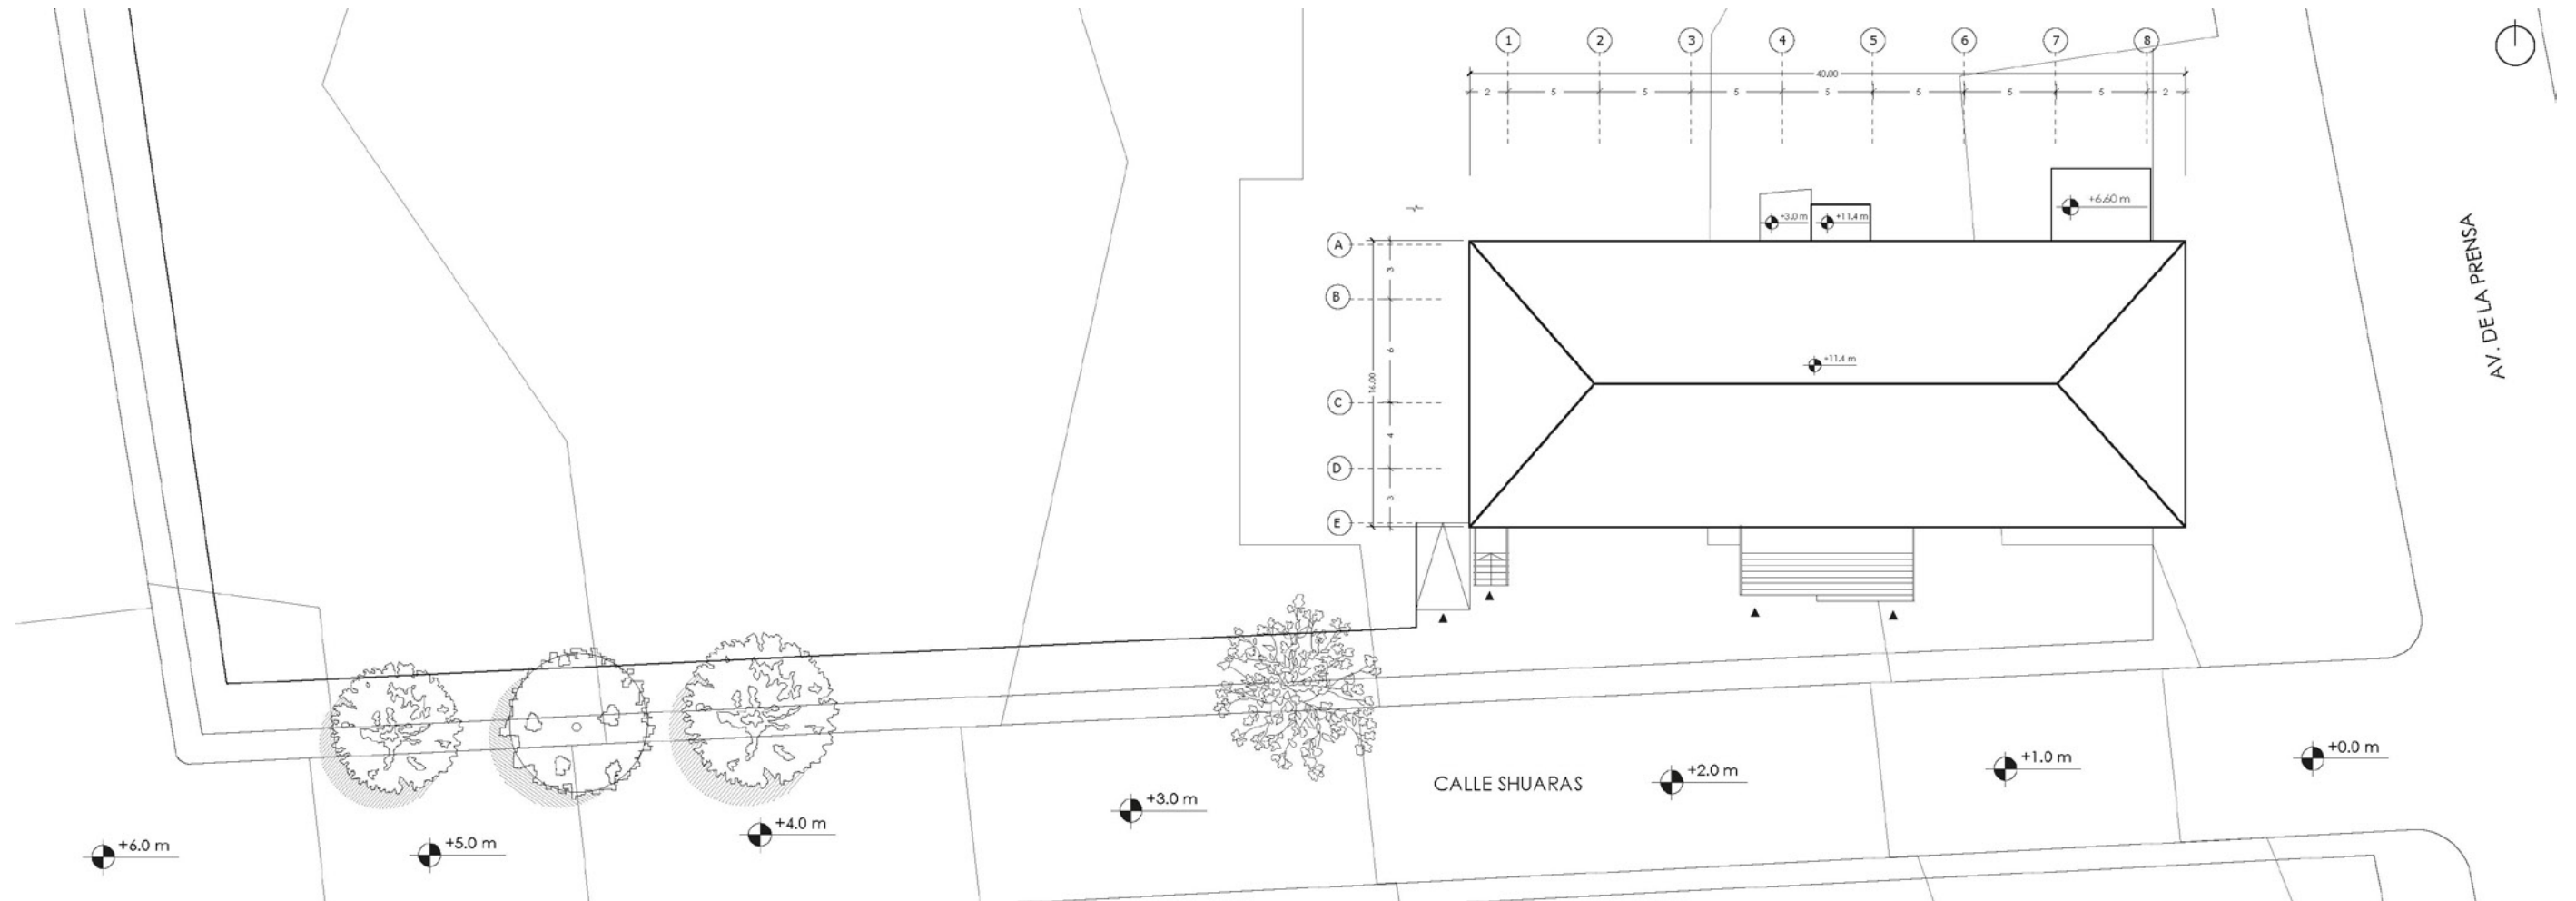 1 2 3 4 5 6 7 8
40.00
2 5 5 5 5 5 5 5 2
+6.60 m
+3.0 m +11.4 m
A
3
B
6
+11.4 m
16.00
C
4
D
3
E
AV. DE LA PRENSA
+0.0 m
+1.0 m
+2.0 m
CALLE SHUARAS
+3.0 m
+4.0 m
+5.0 m
+6.0 m